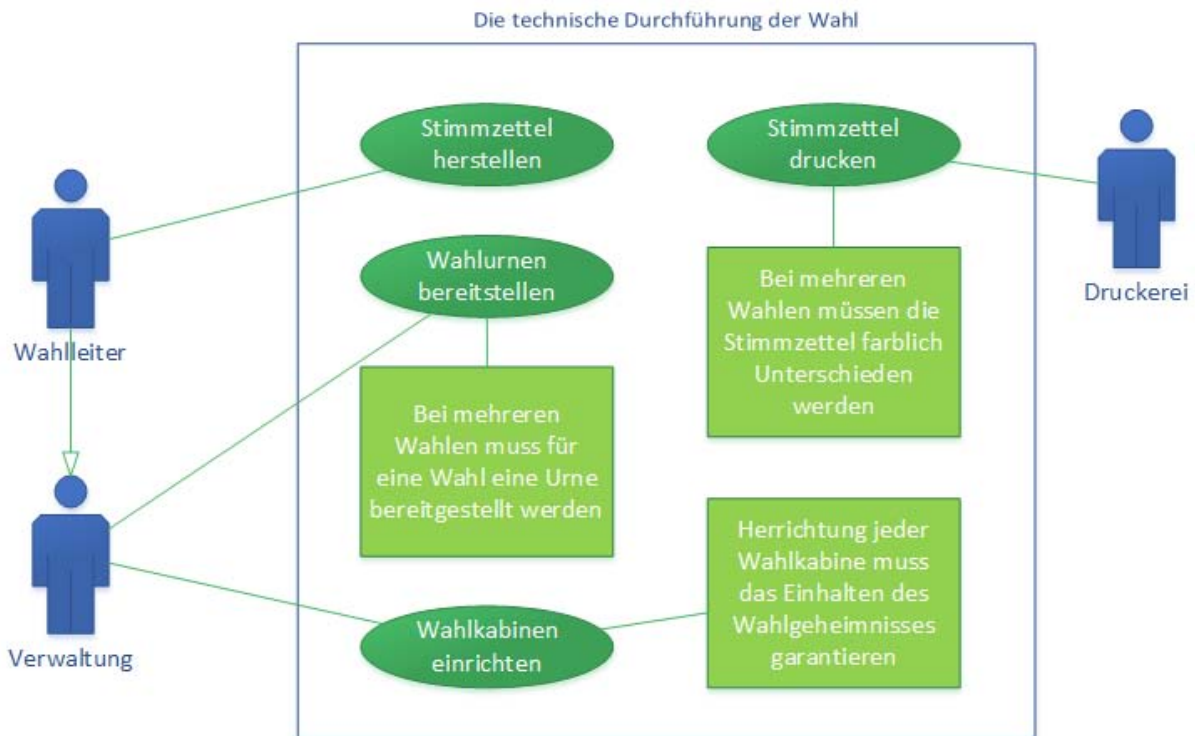 Die technische Durchführung der Wahl
Stimmzettel
herstellen
Stimmzettel
drucken
Wahlurnen
bereitstellen
Bei mehreren
Wahlen müssen die
Stimmzettel farblich
Unterschieden
werden
Druckerei
Wahlleiter
Bei mehreren
Wahlen muss für
eine Wahl eine Urne
bereitgestellt werden
Herrichtung jeder
Wahlkabine muss
das Einhalten des
Wahlgeheimnisses
garantieren
Wahlkabinen
einrichten
Verwaltung